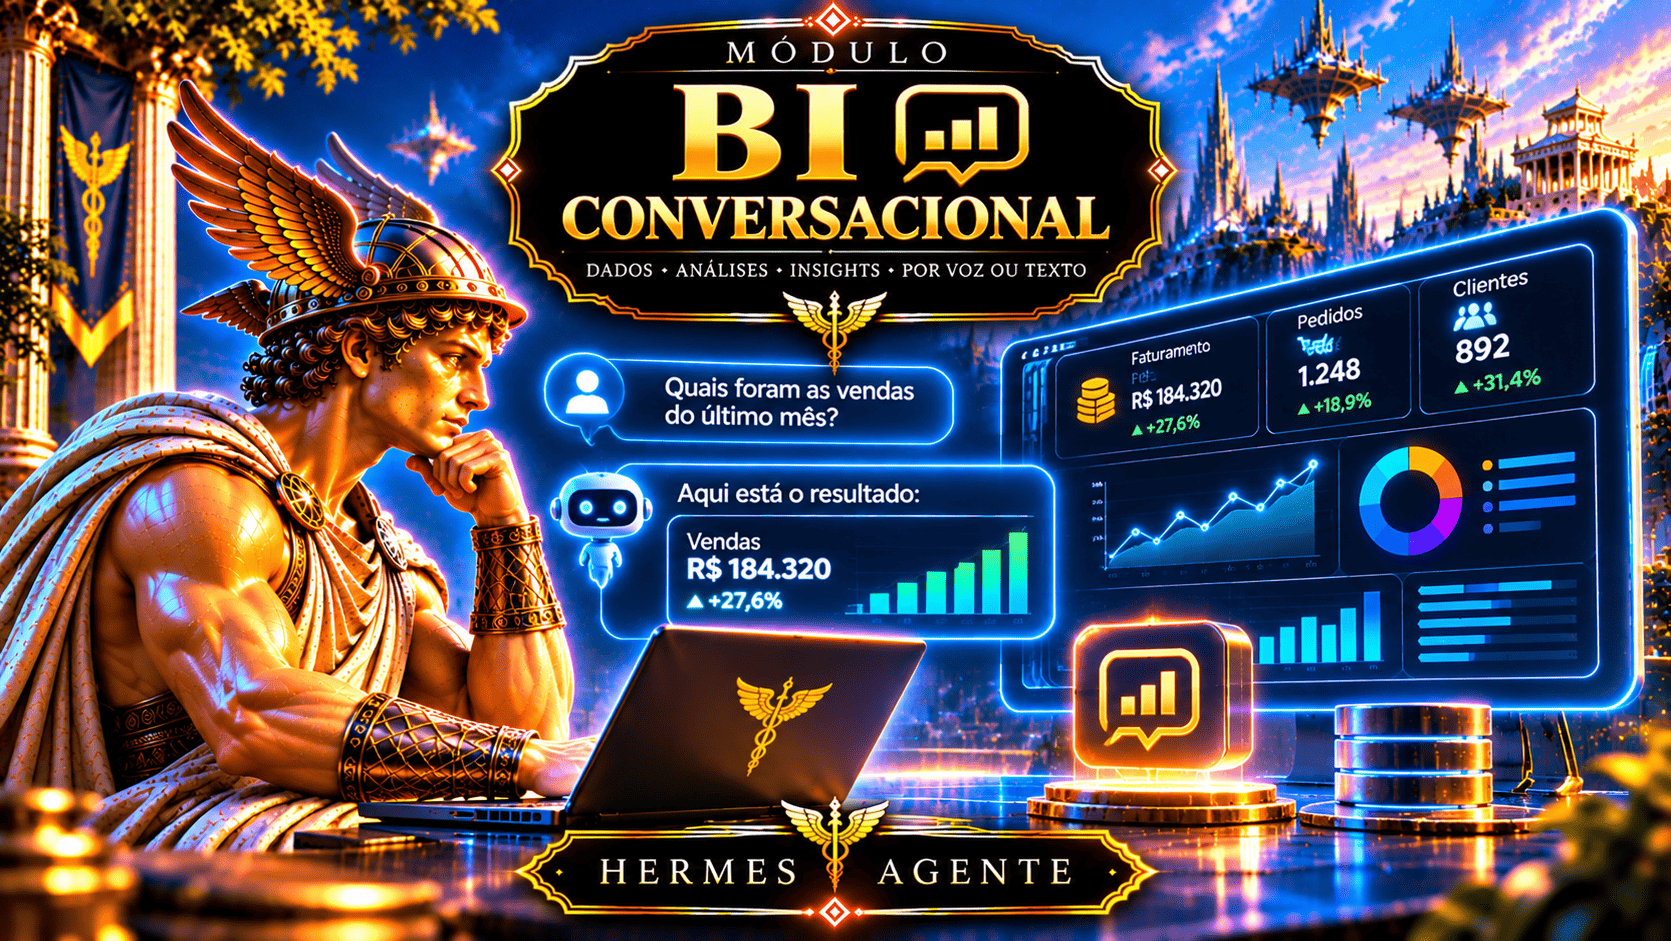 MÓDULO
BI
CONVERSACIONAL
DADOS • ANÁLISES • INSIGHTS • POR VOZ OU TEXTO
Quais foram as vendas
do último mês?
Aqui está o resultado:
Vendas
R$ 184.320
▲ +27,6%
Faturamento
R$ 184.320
▲ +27,6%
Pedidos
1.248
▲ +18,9%
Clientes
892
▲ +31,4%
HERMES AGENTE